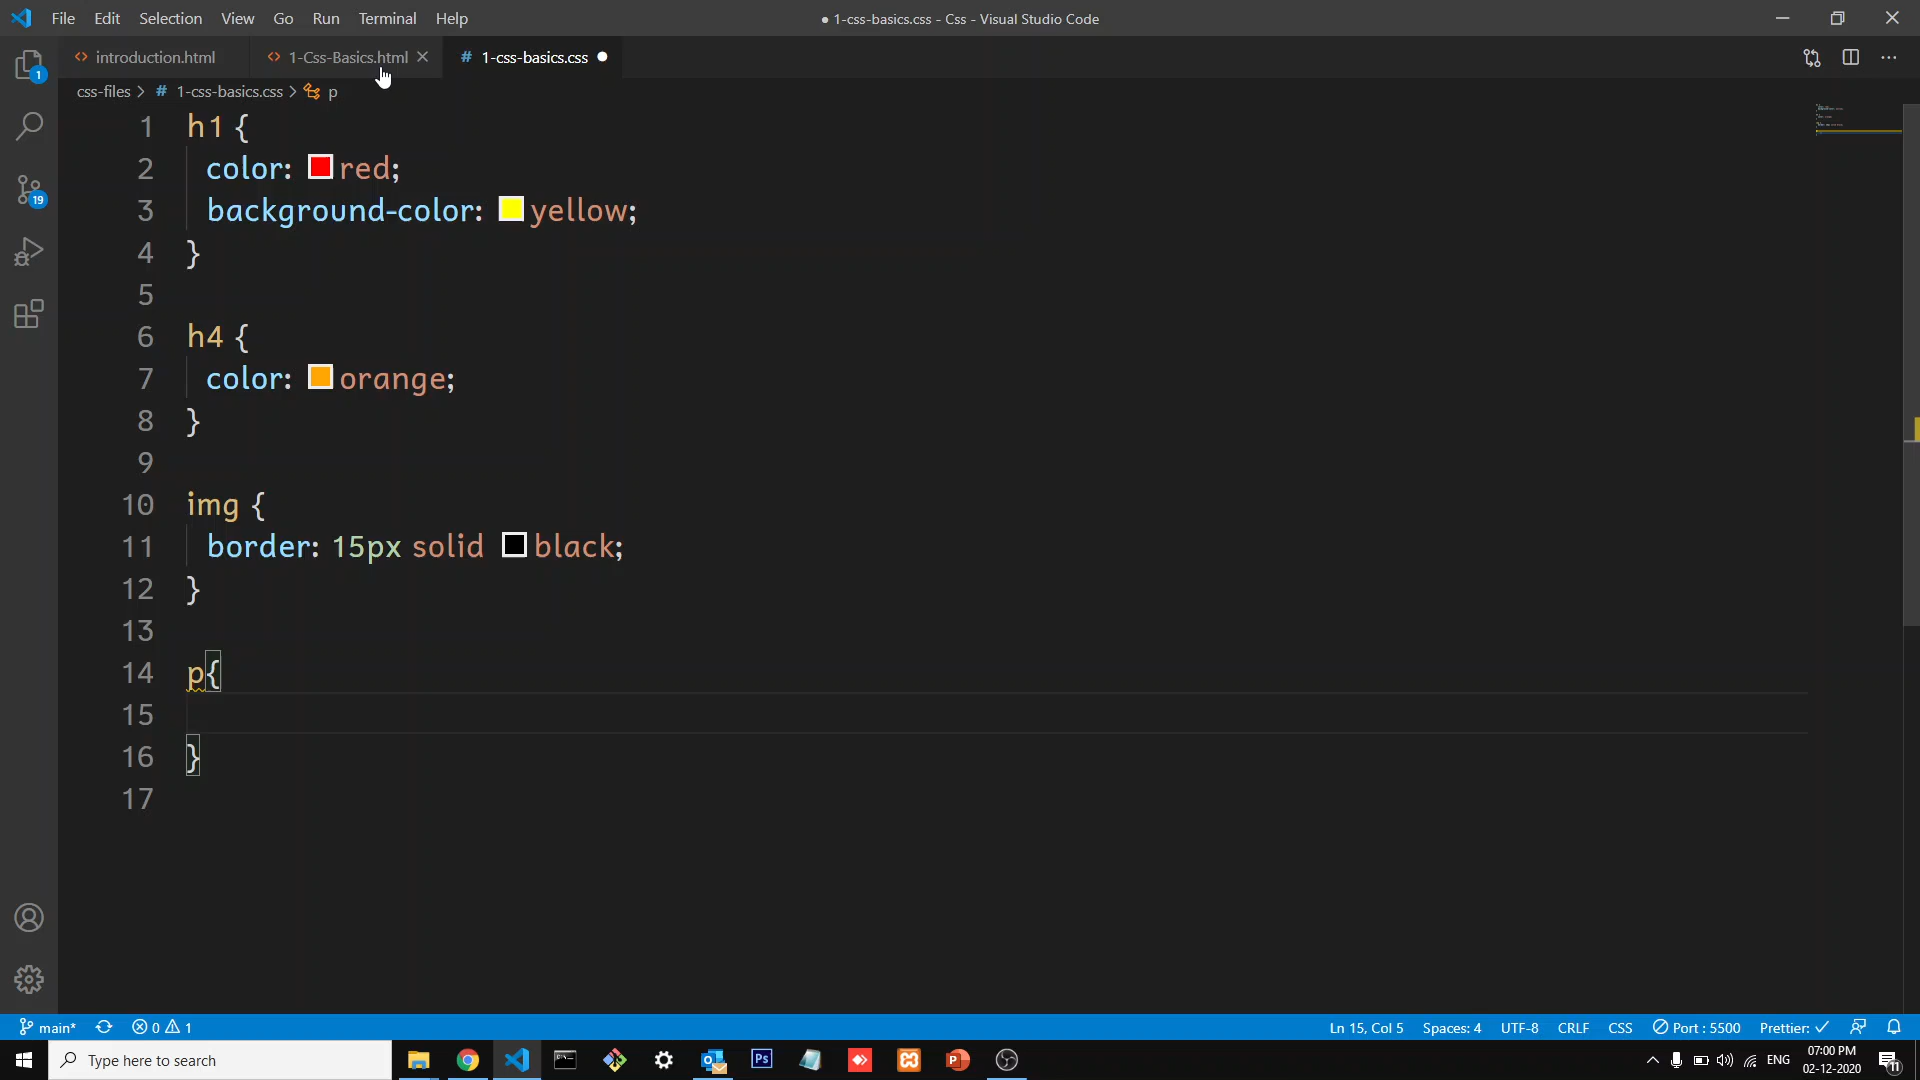 File Edit Selection View Go Run Terminal Help
● 1-css-basics.css - Css - Visual Studio Code
introduction.html
1-Css-Basics.html
# 1-css-basics.css
css-files > # 1-css-basics.css > p
1 h1 {
2 color: red;
3 background-color: yellow;
4 }
5
6 h4 {
7 color: orange;
8 }
9
10 img {
11 border: 15px solid black;
12 }
13
14 p{
15
16 }
17
1
19
main* 0 1
Ln 15, Col 5 Spaces: 4 UTF-8 CRLF CSS Port : 5500 Prettier: ✓
Type here to search
Ps
ENG
07:00 PM
02-12-2020
11